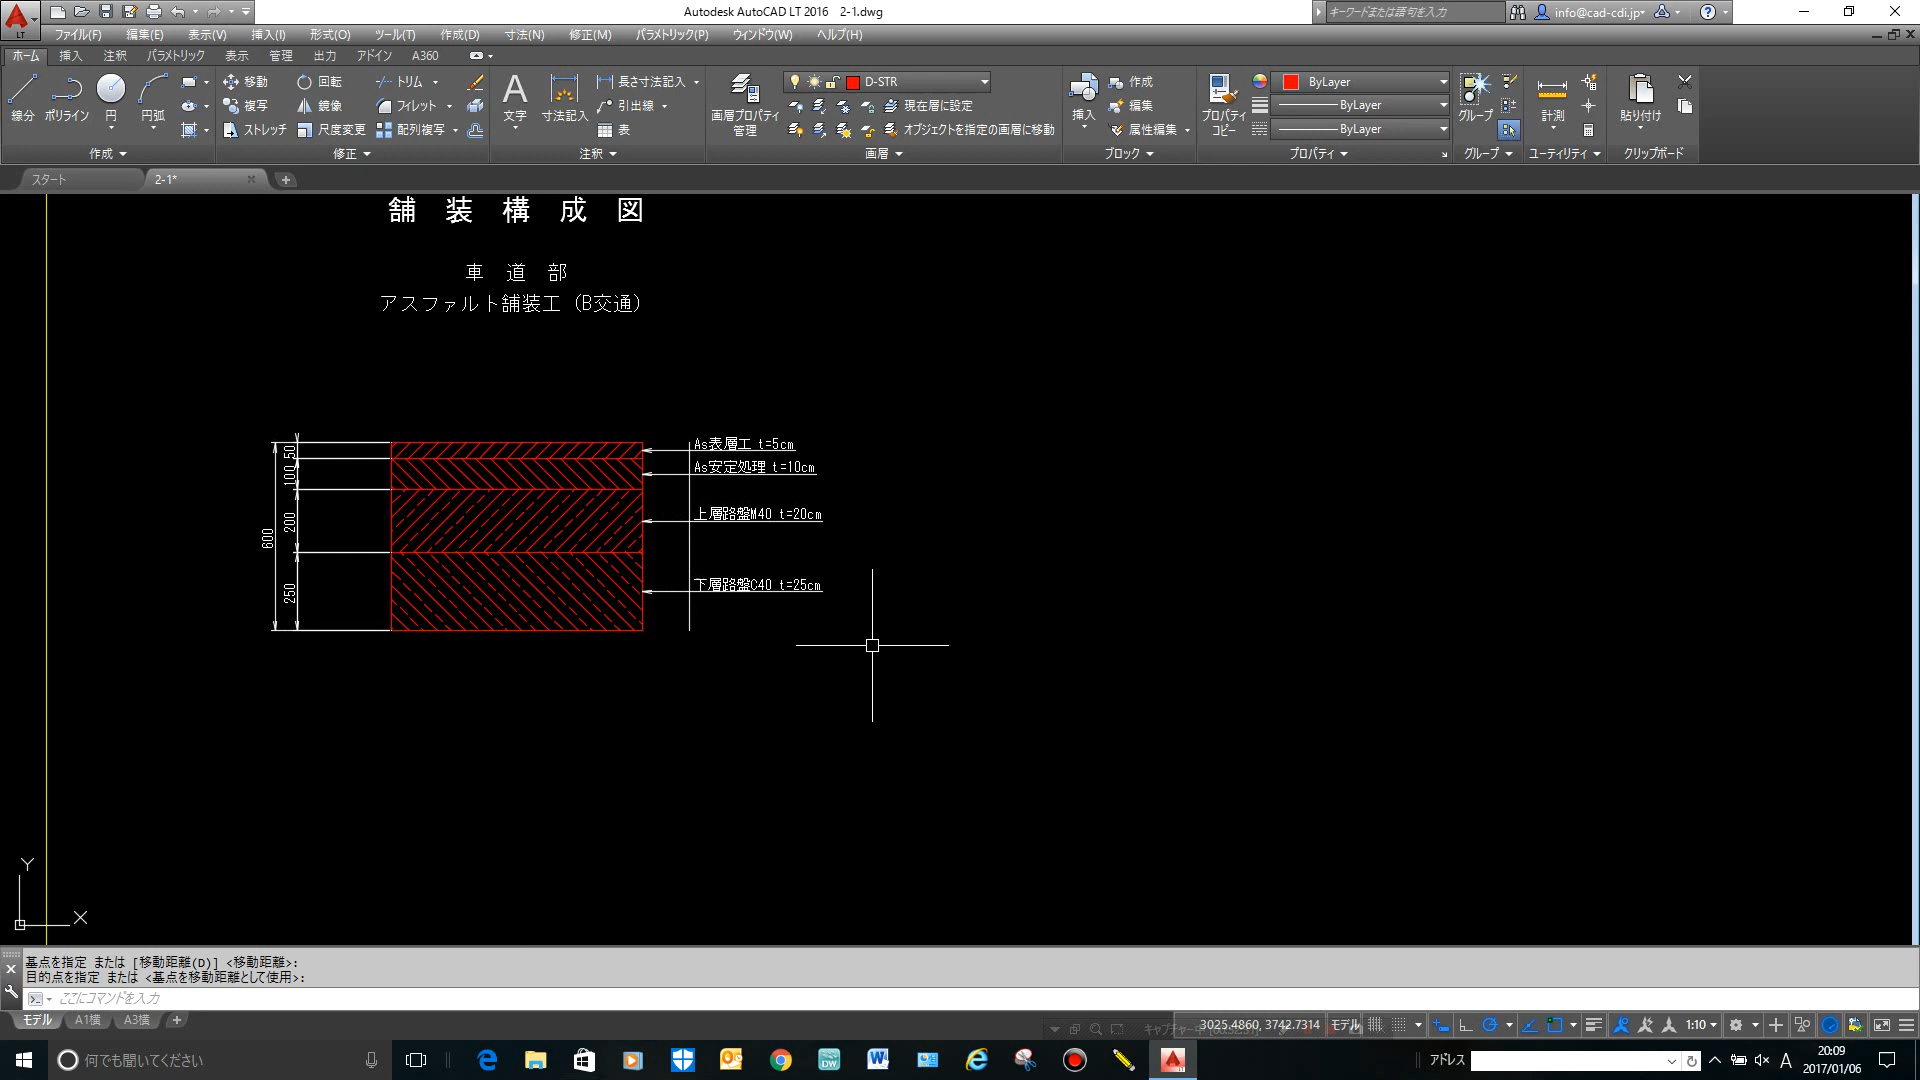 Autodesk AutoCAD LT 2016 2-1.dwg
キーワードまたは語句を入力
info@cad-cdi.jp
LT
ファイル(F) 編集(E) 表示(V) 挿入(I) 形式(O) ツール(T) 作成(D) 寸法(N) 修正(M) パラメトリック(P) ウィンドウ(W) ヘルプ(H)
ホーム 挿入 注釈 パラメトリック 表示 管理 出力 アドイン A360
線分 ポリライン 円 円弧
移動 回転 トリム
複写 鏡像 フィレット
ストレッチ 尺度変更 配列複写
文字 寸法記入
長さ寸法記入
引出線
表
画層プロパティ管理
D-STR
現在層に設定
オブジェクトを指定の画層に移動
挿入
作成
編集
属性編集
プロパティコピー
ByLayer
ByLayer
ByLayer
グループ
計測
貼り付け
作成 修正 注釈 画層 ブロック プロパティ グループ ユーティリティ クリップボード
スタート 2-1*
舗装構成図
車道部
アスファルト舗装工（B交通）
50
100
200
250
600
As表層工 t=5cm
As安定処理 t=10cm
上層路盤M40 t=20cm
下層路盤C40 t=25cm
Y
X
基点を指定 または [移動距離(D)] <移動距離>:
目的点を指定 または <基点を移動距離として使用>:
ここにコマンドを入力
モデル A1横 A3横
3025.4860, 3742.7314 モデル 1:10
何でも聞いてください
アドレス
A
20:09
2017/01/06